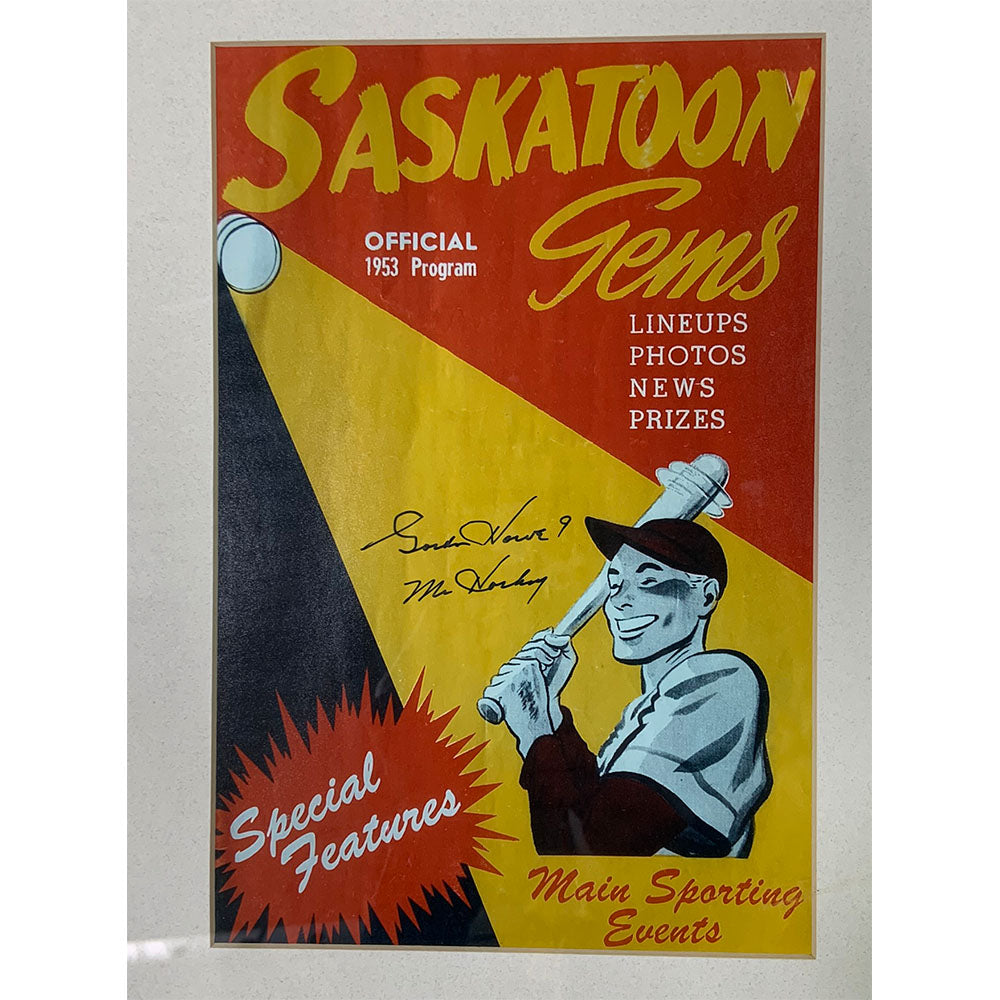 SASKATOON
Gems
OFFICIAL
1953 Program
LINEUPS
PHOTOS
NEWS
PRIZES
Gordie Howe 9
Mr Hockey
Special
Features
Main Sporting
Events